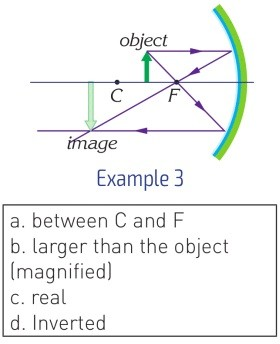 object
C
F
image
Example 3
a. between C and F
b. larger than the object
(magnified)
c. real
d. Inverted